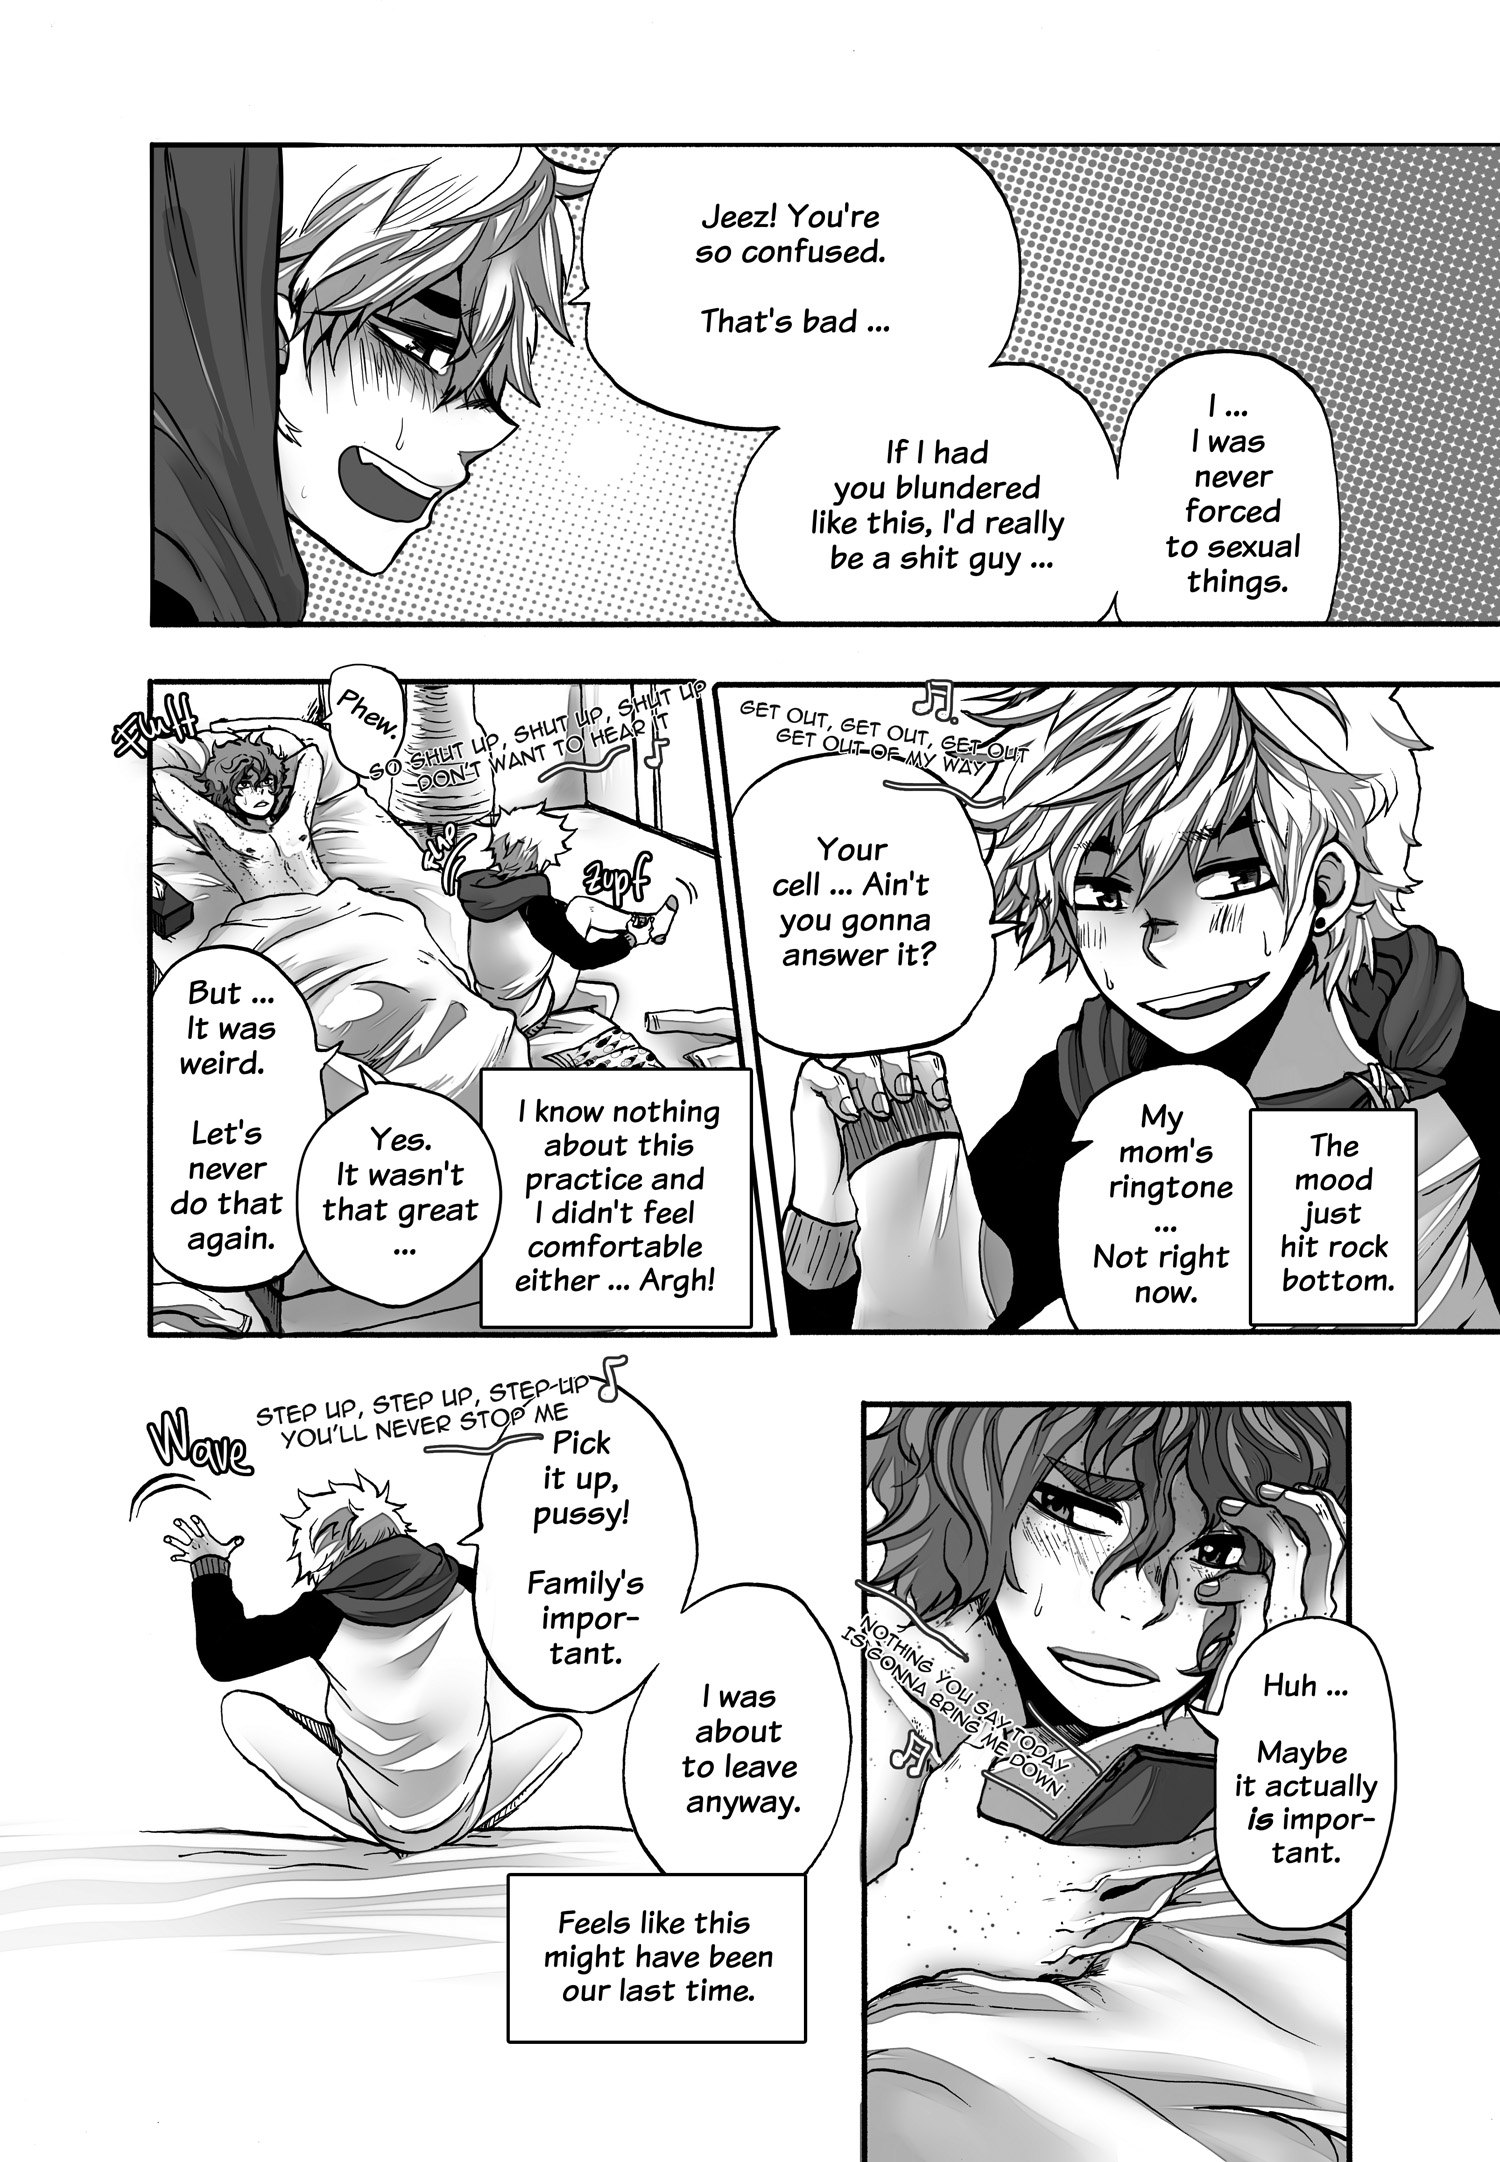 Jeez! You're
so confused.
That's bad ...
If I had
you blundered
like this, I'd really
be a shit guy ...
I ...
I was
never
forced
to sexual
things.
Fluff
Phew.
SO SHUT UP, SHUT UP, SHUT UP
DON'T WANT TO HEAR IT
Zupf
But ...
It was
weird.
Let's
never
do that
again.
Yes.
It wasn't
that great
...
I know nothing
about this
practice and
I didn't feel
comfortable
either ... Argh!
GET OUT, GET OUT, GET OUT
GET OUT OF MY WAY
Your
cell ... Ain't
you gonna
answer it?
My
mom's
ringtone
...
Not right
now.
The
mood
just
hit rock
bottom.
Wave
STEP UP, STEP UP, STEP-UP
YOU'LL NEVER STOP ME
Pick
it up,
pussy!
Family's
impor-
tant.
I was
about
to leave
anyway.
Feels like this
might have been
our last time.
NOTHING YOU SAY TODAY
IS GONNA BRING ME DOWN
Huh ...
Maybe
it actually
is impor-
tant.